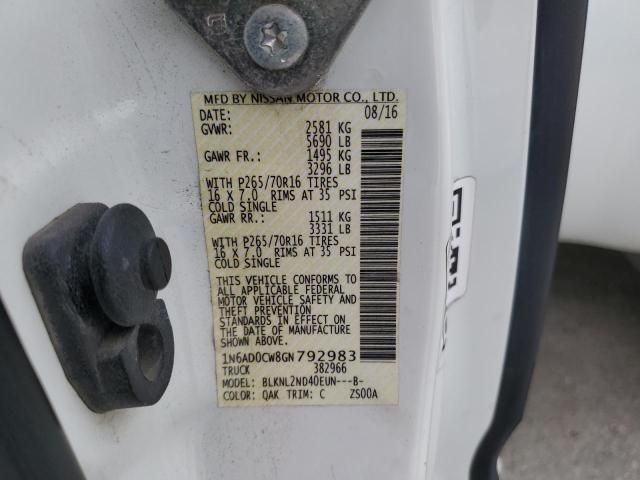 MFD BY NISSAN MOTOR CO., LTD.
DATE: 08/16
GVWR: 2581 KG
5690 LB
GAWR FR.: 1495 KG
3296 LB
WITH P265/70R16 TIRES
16 X 7.0 RIMS AT 35 PSI
COLD SINGLE
GAWR RR.: 1511 KG
3331 LB
WITH P265/70R16 TIRES
16 X 7.0 RIMS AT 35 PSI
COLD SINGLE
THIS VEHICLE CONFORMS TO
ALL APPLICABLE FEDERAL
MOTOR VEHICLE SAFETY AND
THEFT PREVENTION
STANDARDS IN EFFECT ON
THE DATE OF MANUFACTURE
SHOWN ABOVE.
1N6AD0CW8GN792983
TRUCK 382966
MODEL: BLKNL2ND40EUN---B-
COLOR: QAK TRIM: C ZS00A